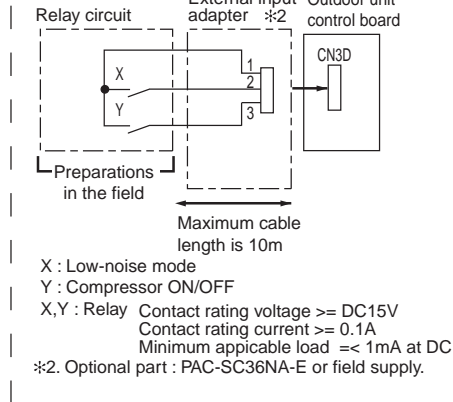 External input Outdoor unit
Relay circuit adapter ✻2 control board
CN3D
X
1
2
Y
3
Preparations
in the field
Maximum cable
length is 10m
X : Low-noise mode
Y : Compressor ON/OFF
X,Y : Relay Contact rating voltage >= DC15V
Contact rating current >= 0.1A
Minimum appicable load =< 1mA at DC
✻2. Optional part : PAC-SC36NA-E or field supply.